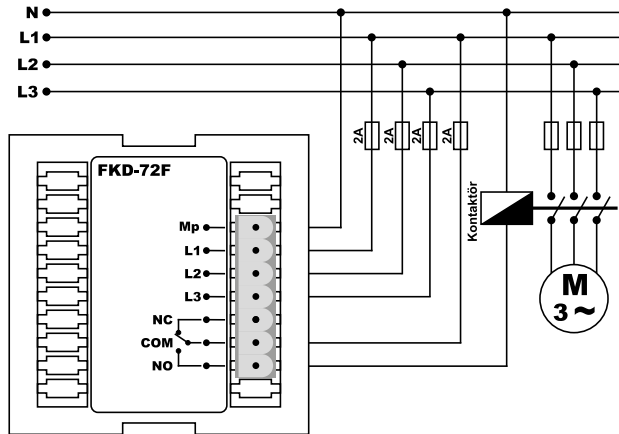 N
L1
L2
L3
2A
2A
2A
2A
FKD-72F
Mp
L1
L2
L3
NC
COM
NO
Kontaktör
M
3 ~